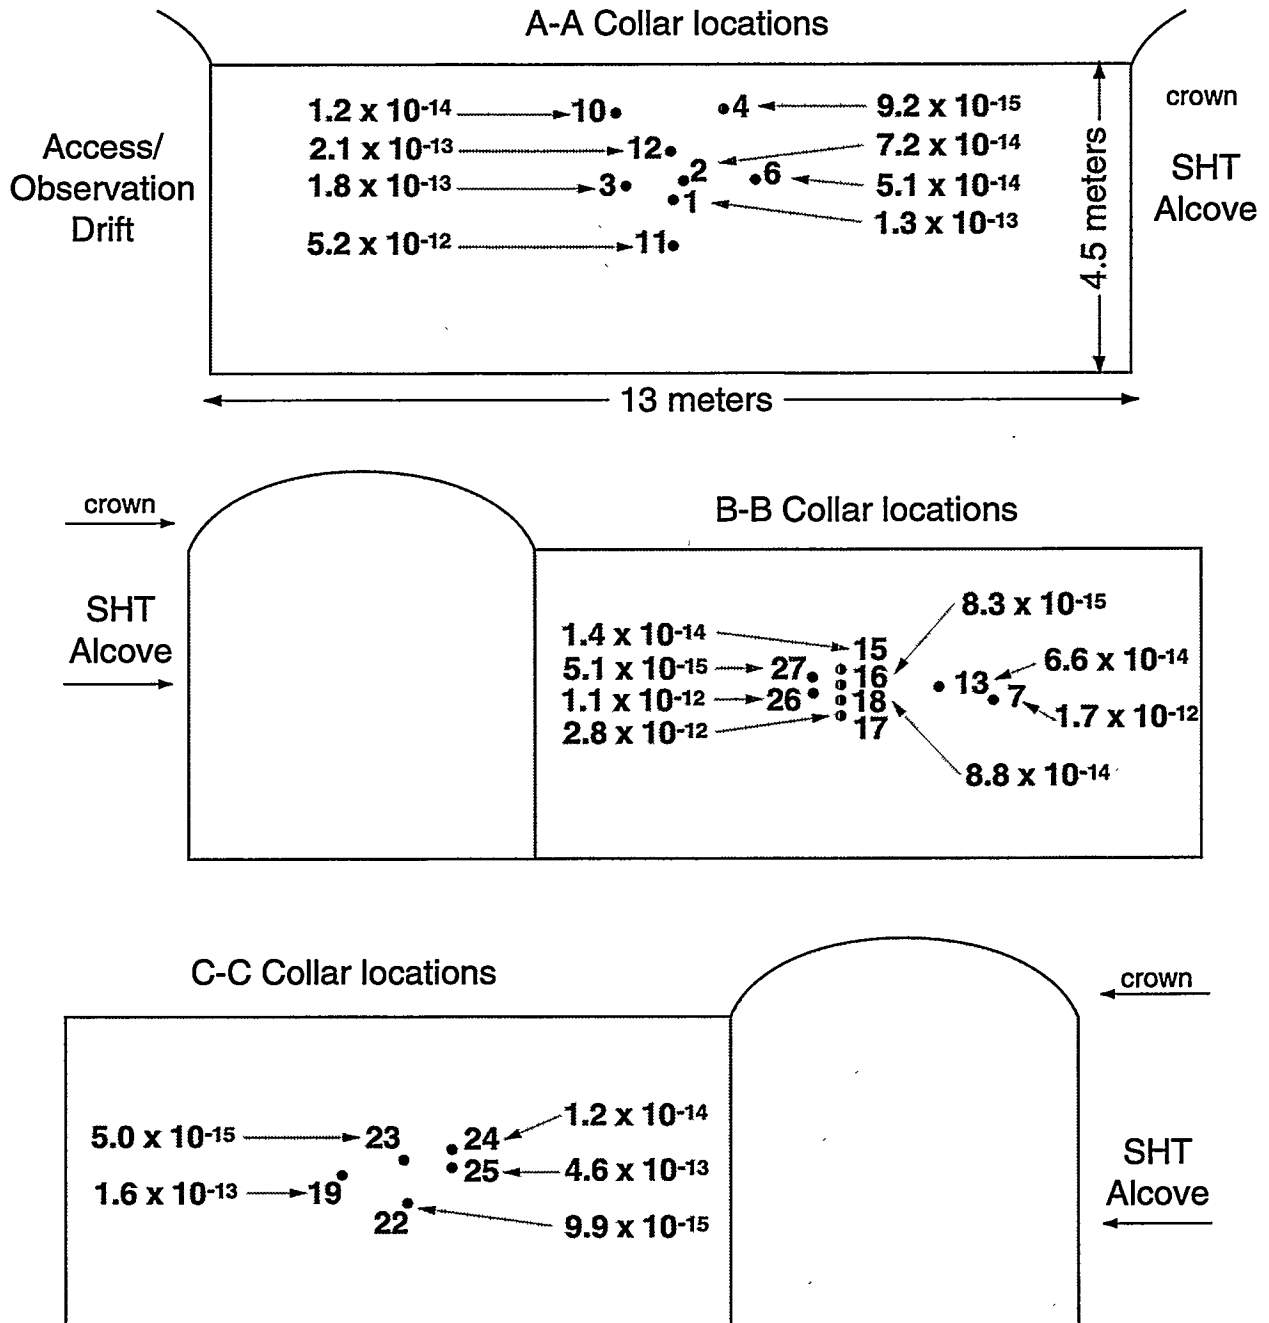 A-A Collar locations
Access/
Observation
Drift
1.2 x 10-14
10
4
9.2 x 10-15
2.1 x 10-13
12
2
7.2 x 10-14
1.8 x 10-13
3
6
5.1 x 10-14
1
1.3 x 10-13
5.2 x 10-12
11
crown
SHT
Alcove
4.5 meters
13 meters
crown
B-B Collar locations
SHT
Alcove
8.3 x 10-15
1.4 x 10-14
15
5.1 x 10-15
27
16
13
6.6 x 10-14
1.1 x 10-12
26
18
7
1.7 x 10-12
2.8 x 10-12
17
8.8 x 10-14
C-C Collar locations
crown
1.2 x 10-14
5.0 x 10-15
23
24
25
4.6 x 10-13
1.6 x 10-13
19
22
9.9 x 10-15
SHT
Alcove